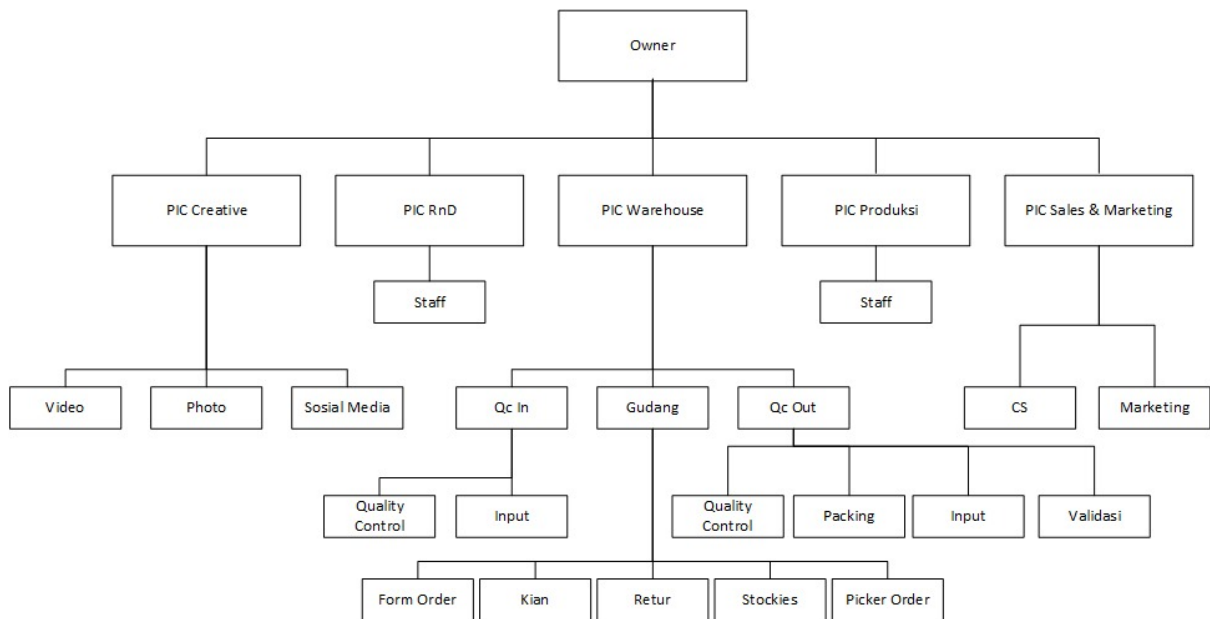 Owner
PIC Creative
PIC RnD
PIC Warehouse
PIC Produksi
PIC Sales & Marketing
Staff
Staff
Video
Photo
Sosial Media
Qc In
Gudang
Qc Out
CS
Marketing
Quality
Control
Input
Quality
Control
Packing
Input
Validasi
Form Order
Kian
Retur
Stockies
Picker Order